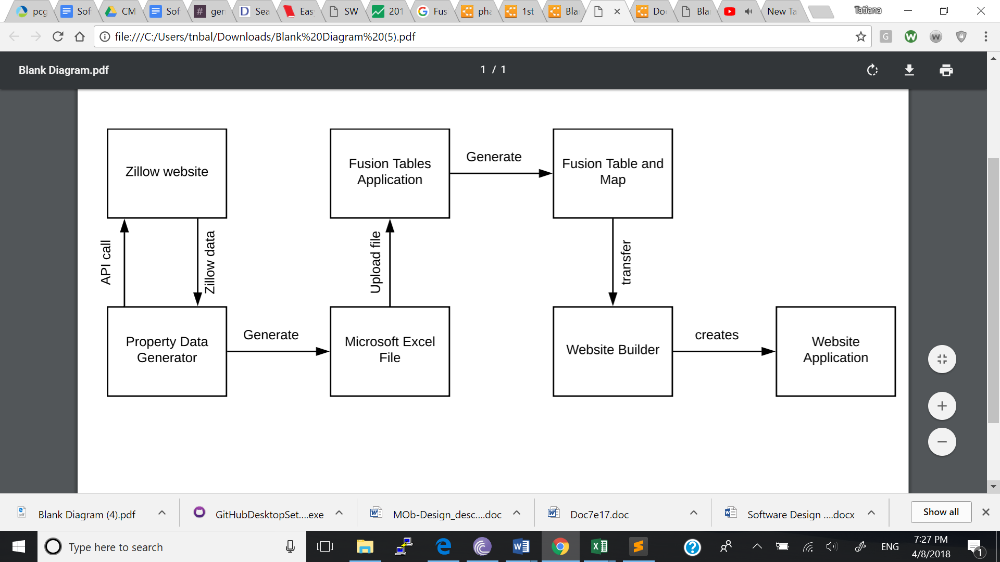 pcg
Sof
CM
Sof
ger
Sea
Eas
SW
201
Fus
pha
1st
Bla
Do
Bla
New Ta
Tatiana
file:///C:/Users/tnbal/Downloads/Blank%20Diagram%20(5).pdf
Blank Diagram.pdf
1 / 1
Zillow website
Fusion Tables
Application
Generate
Fusion Table and
Map
API call
Zillow data
Upload file
transfer
Property Data
Generator
Generate
Microsoft Excel
File
Website Builder
creates
Website
Application
Blank Diagram (4).pdf
GitHubDesktopSet....exe
MOb-Design_desc....doc
Doc7e17.doc
Software Design ....docx
Show all
Type here to search
ENG
7:27 PM
4/8/2018
1